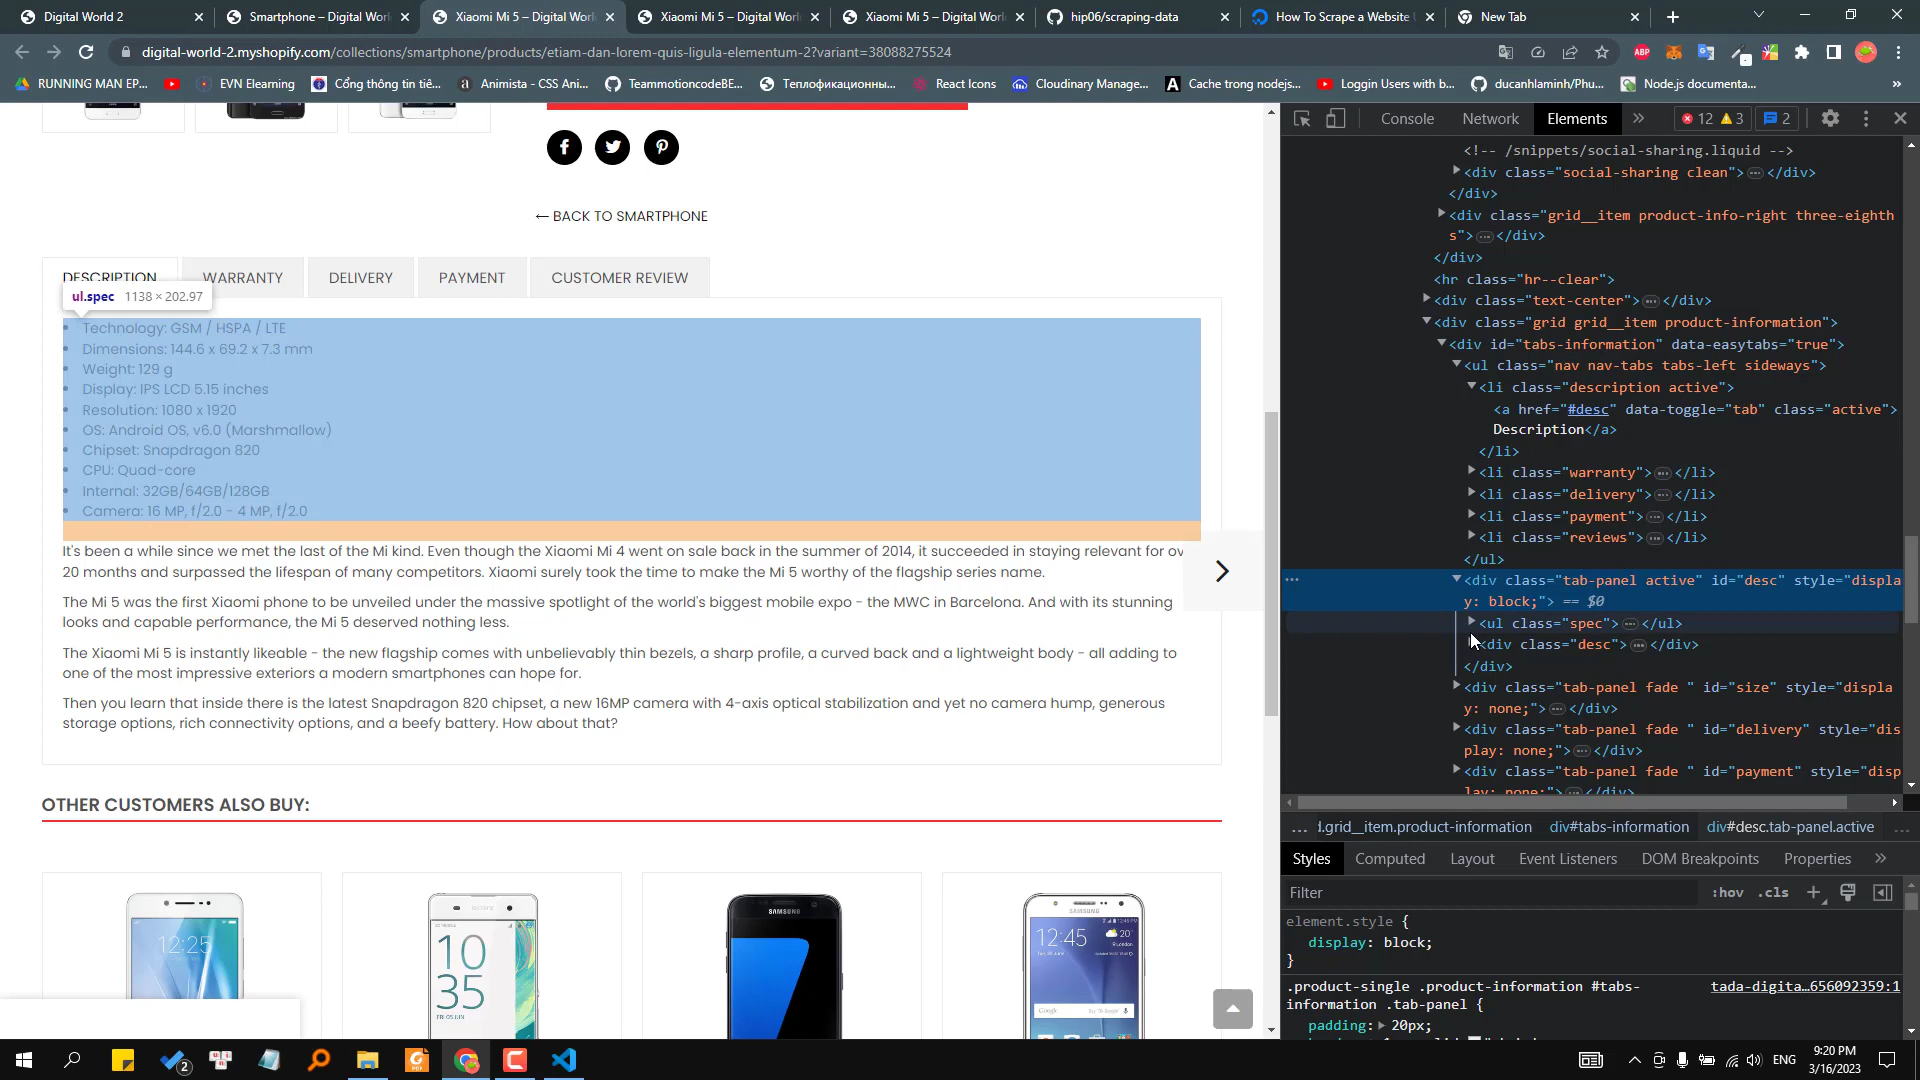 Digital World 2
Smartphone – Digital Worl
Xiaomi Mi 5 – Digital World
Xiaomi Mi 5 – Digital World
Xiaomi Mi 5 – Digital World
hip06/scraping-data
How To Scrape a Website U
New Tab
digital-world-2.myshopify.com/collections/smartphone/products/etiam-dan-lorem-quis-ligula-elementum-2?variant=38088275524
ABP
RUNNING MAN EP...
EVN Elearning
Cổng thông tin tiê...
Animista - CSS Ani...
TeammotioncodeBE...
Теплофикационны...
React Icons
Cloudinary Manage...
Cache trong nodejs...
Loggin Users with b...
ducanhlaminh/Phu...
Node.js documenta...
»
← BACK TO SMARTPHONE
DESCRIPTION
WARRANTY
DELIVERY
PAYMENT
CUSTOMER REVIEW
ul.spec 1138 × 202.97
Technology: GSM / HSPA / LTE
Dimensions: 144.6 x 69.2 x 7.3 mm
Weight: 129 g
Display: IPS LCD 5.15 inches
Resolution: 1080 x 1920
OS: Android OS, v6.0 (Marshmallow)
Chipset: Snapdragon 820
CPU: Quad-core
Internal: 32GB/64GB/128GB
Camera: 16 MP, f/2.0 - 4 MP, f/2.0
It's been a while since we met the last of the Mi kind. Even though the Xiaomi Mi 4 went on sale back in the summer of 2014, it succeeded in staying relevant for ov
20 months and surpassed the lifespan of many competitors. Xiaomi surely took the time to make the Mi 5 worthy of the flagship series name.
The Mi 5 was the first Xiaomi phone to be unveiled under the massive spotlight of the world's biggest mobile expo - the MWC in Barcelona. And with its stunning
looks and capable performance, the Mi 5 deserved nothing less.
The Xiaomi Mi 5 is instantly likeable - the new flagship comes with unbelievably thin bezels, a sharp profile, a curved back and a lightweight body - all adding to
one of the most impressive exteriors a modern smartphones can hope for.
Then you learn that inside there is the latest Snapdragon 820 chipset, a new 16MP camera with 4-axis optical stabilization and yet no camera hump, generous
storage options, rich connectivity options, and a beefy battery. How about that?
OTHER CUSTOMERS ALSO BUY:
12:25
10
35
SAMSUNG
SAMSUNG
12:45
20°
Console
Network
Elements
»
12
3
2
<!-- /snippets/social-sharing.liquid -->
<div class="social-sharing clean">…</div>
</div>
<div class="grid__item product-info-right three-eighth
s">…</div>
</div>
<hr class="hr--clear">
<div class="text-center">…</div>
<div class="grid grid__item product-information">
<div id="tabs-information" data-easytabs="true">
<ul class="nav nav-tabs tabs-left sideways">
<li class="description active">
<a href="#desc" data-toggle="tab" class="active">
Description</a>
</li>
<li class="warranty">…</li>
<li class="delivery">…</li>
<li class="payment">…</li>
<li class="reviews">…</li>
</ul>
<div class="tab-panel active" id="desc" style="displa
y: block;"> == $0
<ul class="spec">…</ul>
<div class="desc">…</div>
</div>
<div class="tab-panel fade " id="size" style="displa
y: none;">…</div>
<div class="tab-panel fade " id="delivery" style="dis
play: none;">…</div>
<div class="tab-panel fade " id="payment" style="disp
lay: none;">…</div>
... d.grid__item.product-information div#tabs-information div#desc.tab-panel.active ...
Styles
Computed
Layout
Event Listeners
DOM Breakpoints
Properties
»
Filter
:hov .cls +
element.style {
display: block;
}
.product-single .product-information #tabs-
information .tab-panel {
tada-digita…656092359:1
padding: 20px;
2
ENG
9:20 PM
3/16/2023